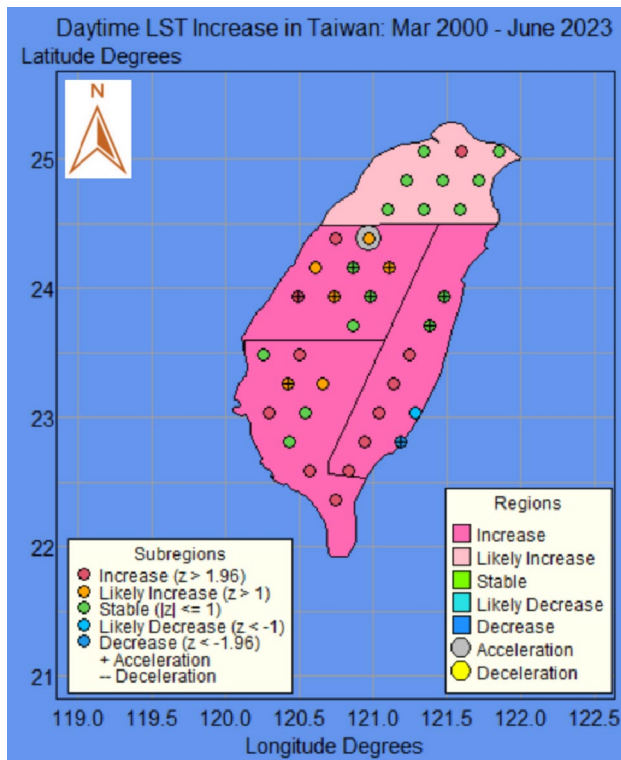 Daytime LST Increase in Taiwan: Mar 2000 - June 2023
Latitude Degrees
N
25
24
23
22
21
Subregions
Increase (z > 1.96)
Likely Increase (z > 1)
Stable (|z| <= 1)
Likely Decrease (z < -1)
Decrease (z < -1.96)
+ Acceleration
-- Deceleration
Regions
Increase
Likely Increase
Stable
Likely Decrease
Decrease
Acceleration
Deceleration
119.0 119.5 120.0 120.5 121.0 121.5 122.0 122.5
Longitude Degrees